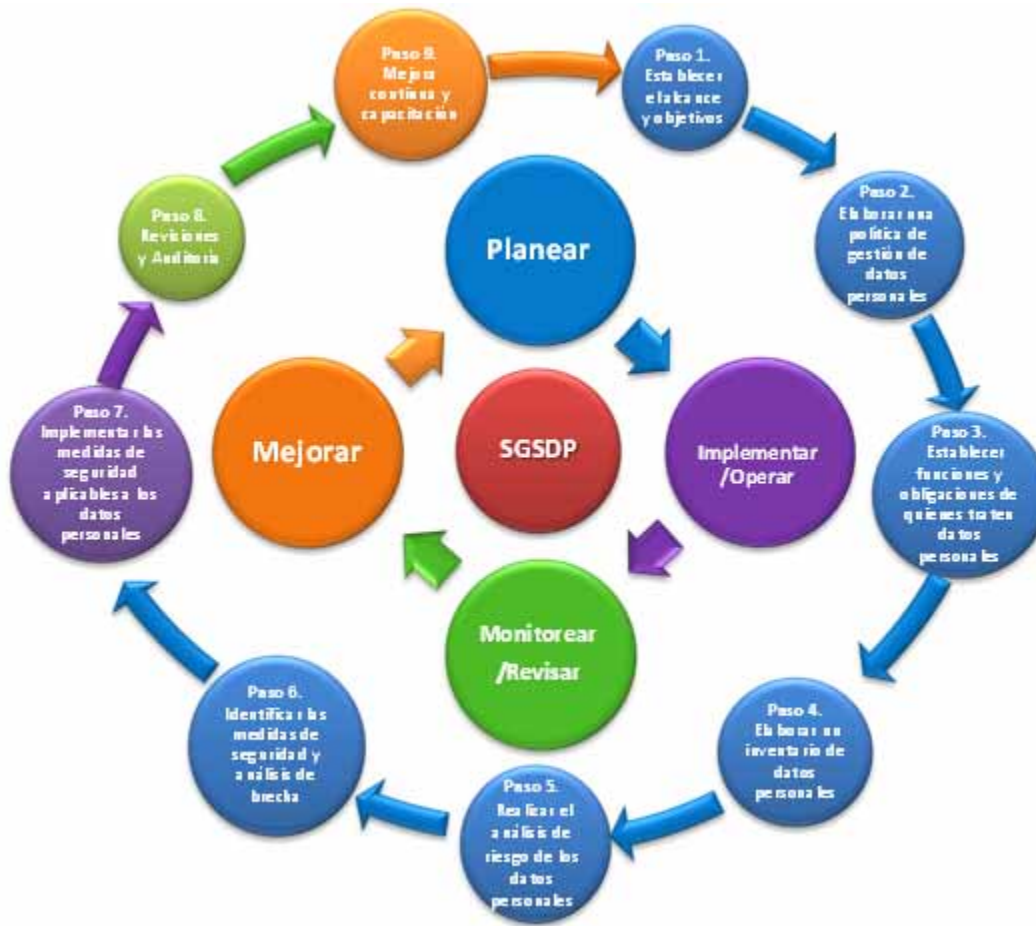 Paso 9.
Mejora
continua y
capacitación
Paso 1.
Establecer
el alcance
y objetivos
Paso 2.
Elaborar una
política de
gestión de
datos
personales
Paso 3.
Establecer
funciones y
obligaciones de
quienes traten
datos
personales
Paso 4.
Elaborar un
inventario de
datos
personales
Paso 5.
Realizar el
análisis de
riesgo de los
datos
personales
Paso 6.
Identificar las
medidas de
seguridad y
análisis de
brecha
Paso 7.
Implementar las
medidas de
seguridad
aplicables a los
datos
personales
Paso 8.
Revisiones
y Auditoría
Planear
Implementar
/Operar
Monitorear
/Revisar
Mejorar
SGSDP